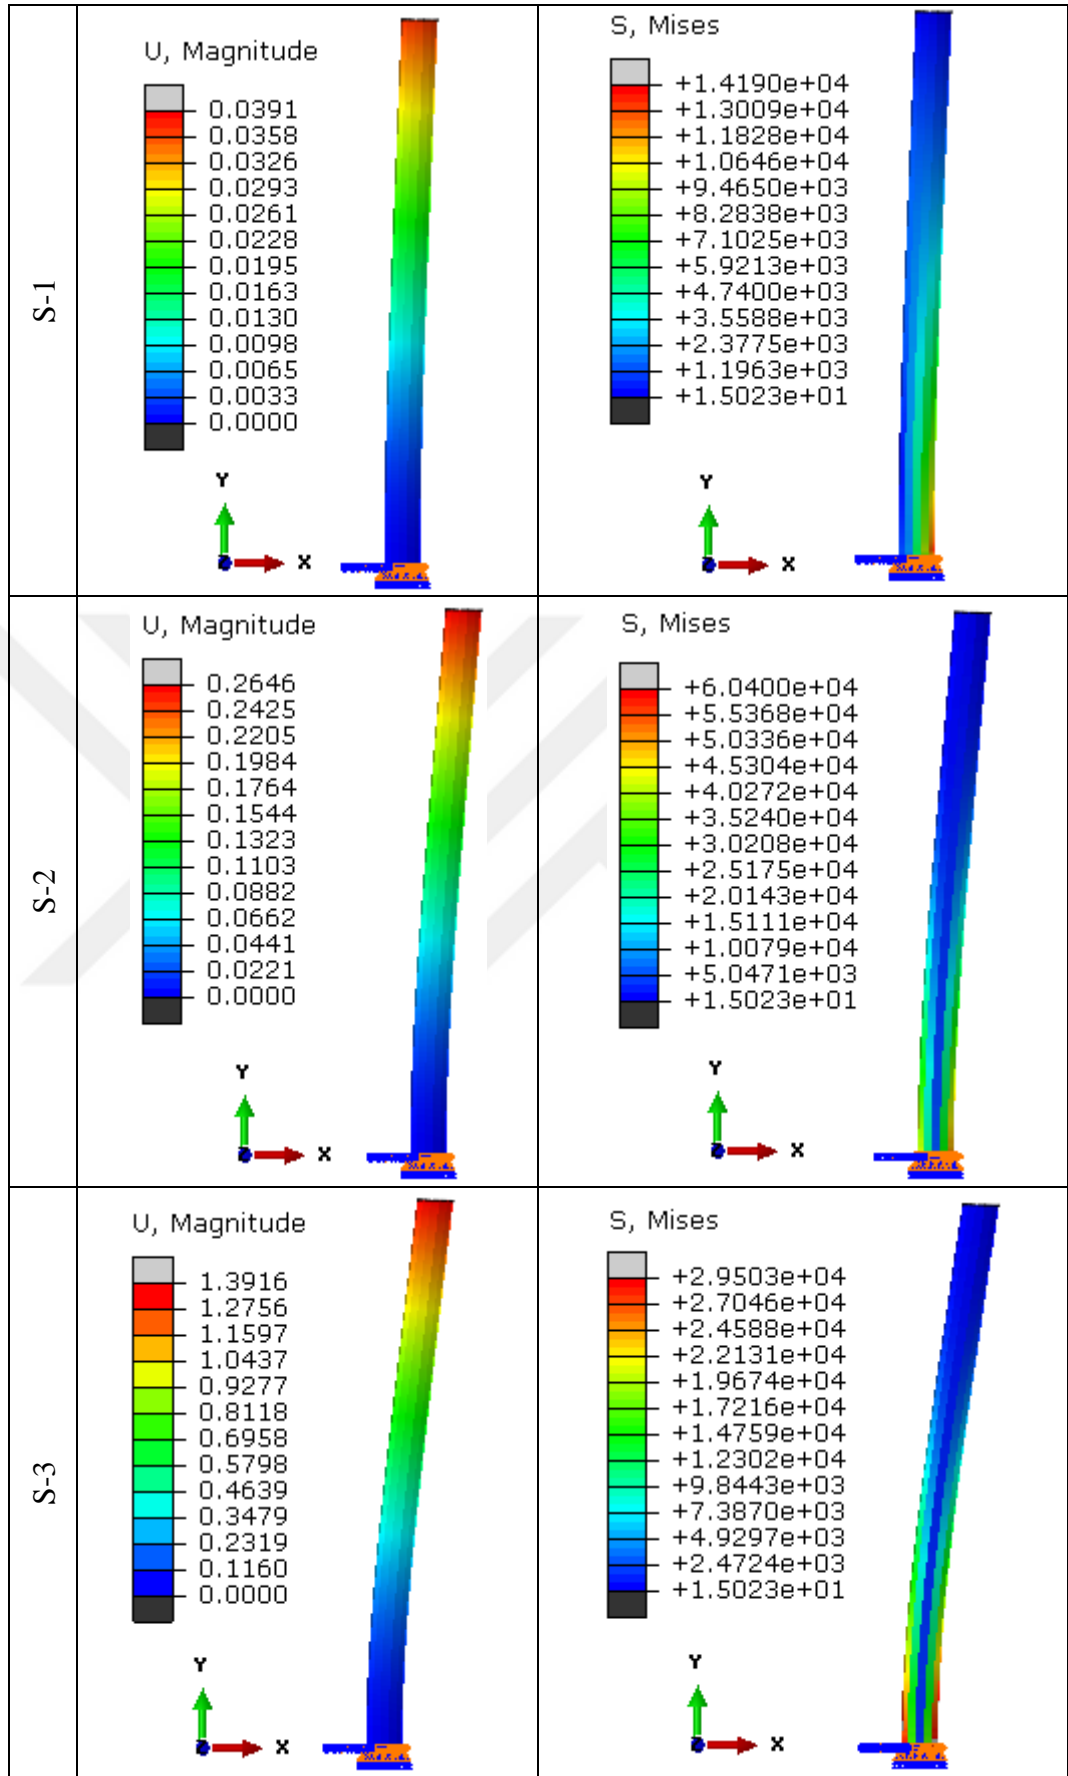 S-1
U, Magnitude
0.0391
0.0358
0.0326
0.0293
0.0261
0.0228
0.0195
0.0163
0.0130
0.0098
0.0065
0.0033
0.0000
Y
X
S, Mises
+1.4190e+04
+1.3009e+04
+1.1828e+04
+1.0646e+04
+9.4650e+03
+8.2838e+03
+7.1025e+03
+5.9213e+03
+4.7400e+03
+3.5588e+03
+2.3775e+03
+1.1963e+03
+1.5023e+01
Y
X
S-2
U, Magnitude
0.2646
0.2425
0.2205
0.1984
0.1764
0.1544
0.1323
0.1103
0.0882
0.0662
0.0441
0.0221
0.0000
Y
X
S, Mises
+6.0400e+04
+5.5368e+04
+5.0336e+04
+4.5304e+04
+4.0272e+04
+3.5240e+04
+3.0208e+04
+2.5175e+04
+2.0143e+04
+1.5111e+04
+1.0079e+04
+5.0471e+03
+1.5023e+01
Y
X
S-3
U, Magnitude
1.3916
1.2756
1.1597
1.0437
0.9277
0.8118
0.6958
0.5798
0.4639
0.3479
0.2319
0.1160
0.0000
Y
X
S, Mises
+2.9503e+04
+2.7046e+04
+2.4588e+04
+2.2131e+04
+1.9674e+04
+1.7216e+04
+1.4759e+04
+1.2302e+04
+9.8443e+03
+7.3870e+03
+4.9297e+03
+2.4724e+03
+1.5023e+01
Y
X